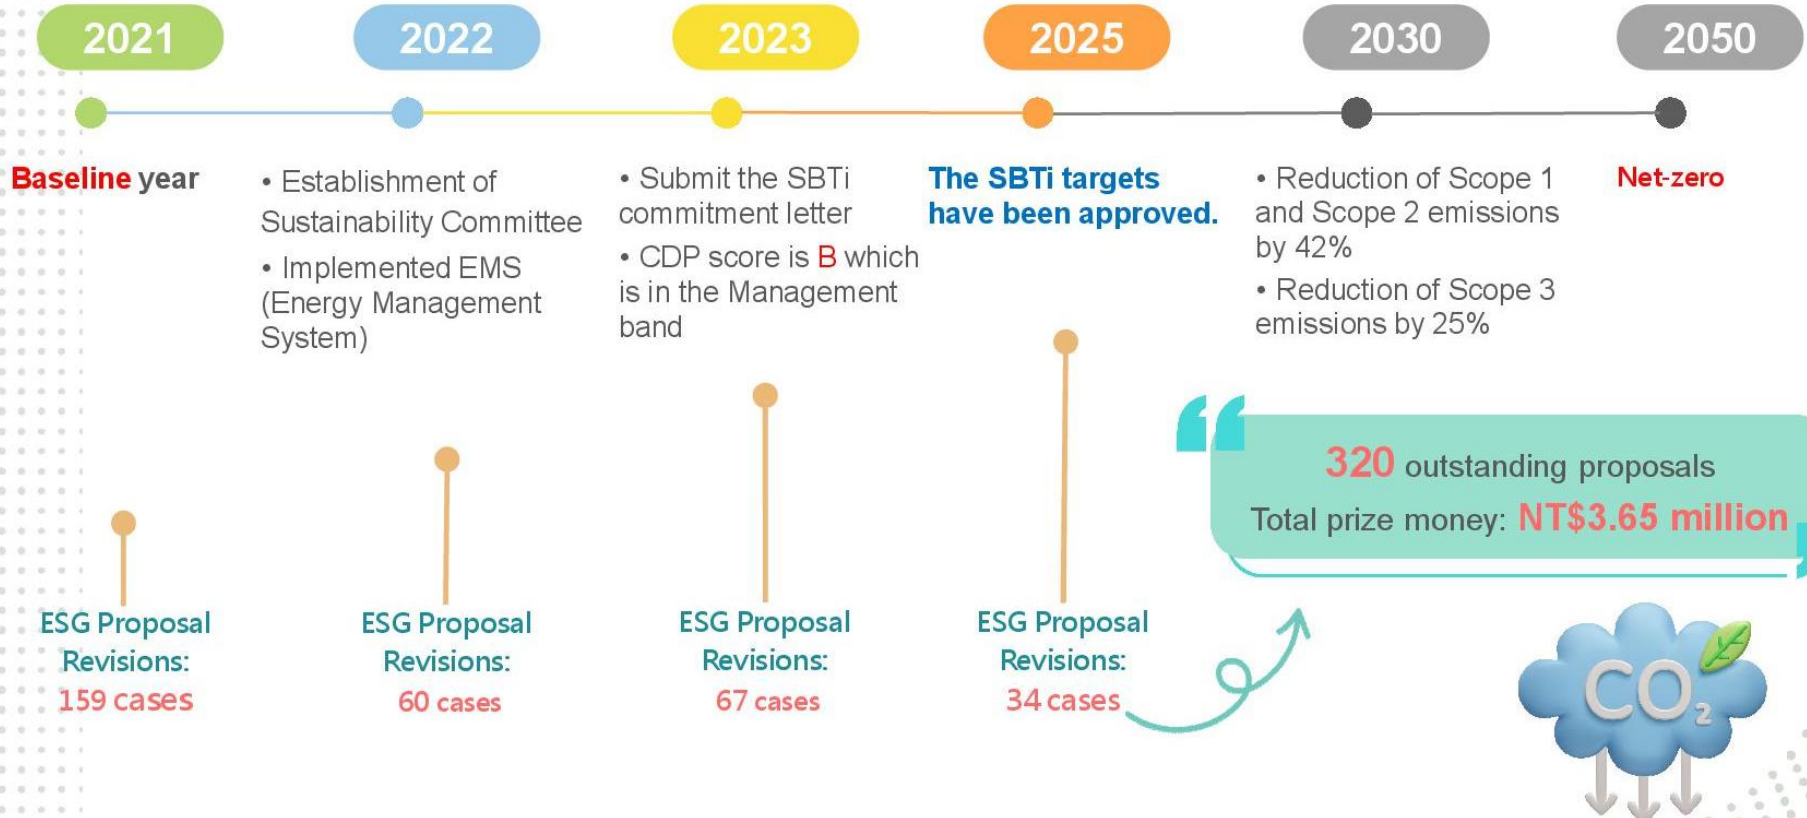 2021
2022
2023
2025
2030
2050
Baseline year
• Establishment of
Sustainability Committee
• Implemented EMS
(Energy Management
System)
• Submit the SBTi
commitment letter
• CDP score is B which
is in the Management
band
The SBTi targets
have been approved.
• Reduction of Scope 1
and Scope 2 emissions
by 42%
• Reduction of Scope 3
emissions by 25%
Net-zero
320 outstanding proposals
Total prize money: NT$3.65 million
ESG Proposal
Revisions:
159 cases
ESG Proposal
Revisions:
60 cases
ESG Proposal
Revisions:
67 cases
ESG Proposal
Revisions:
34 cases
CO₂